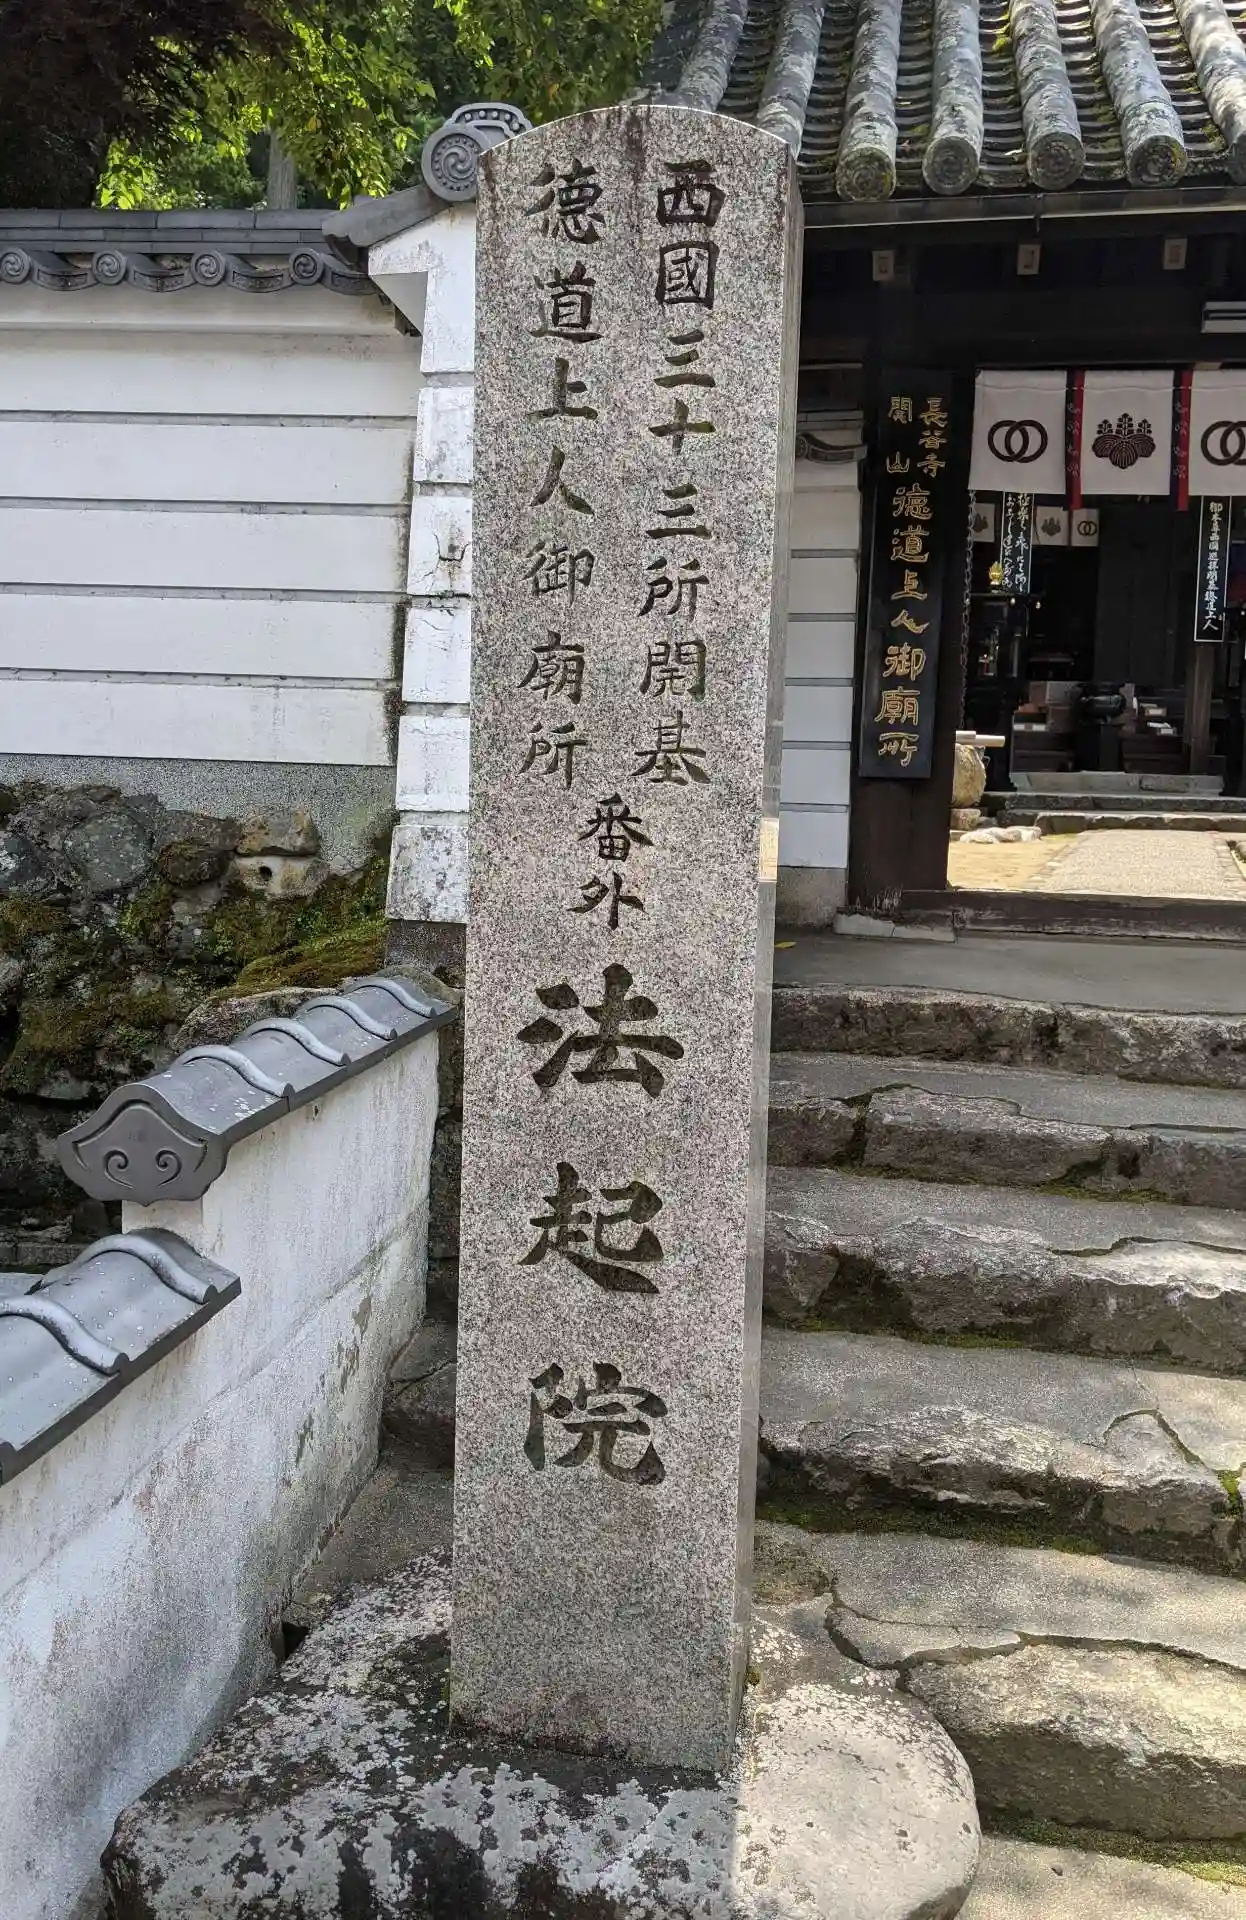 西國三十三所開基
德道上人御廟所
番外
法起院
長谷寺
開山
德道上人御廟所